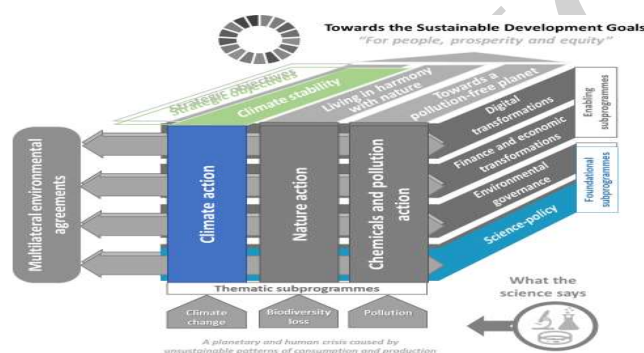 Towards the Sustainable Development Goals
"For people, prosperity and equity"
Strategic objectives
Climate stability
Living in harmony
with nature
Towards a
pollution-free planet
Digital
transformations
Finance and economic
transformations
Environmental
governance
Science-policy
Enabling
subprogrammes
Foundational
subprogrammes
Multilateral environmental
agreements
Climate action
Nature action
Chemicals and pollution
action
Thematic subprogrammes
Climate
change
Biodiversity
loss
Pollution
What the
science says
A planetary and human crisis caused by
unsustainable patterns of consumption and production